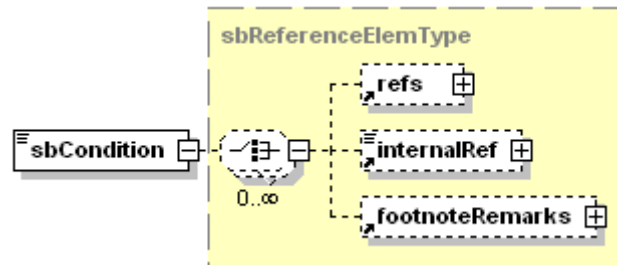 sbReferenceElemType
refs
sbCondition
internalRef
0..∞
footnoteRemarks